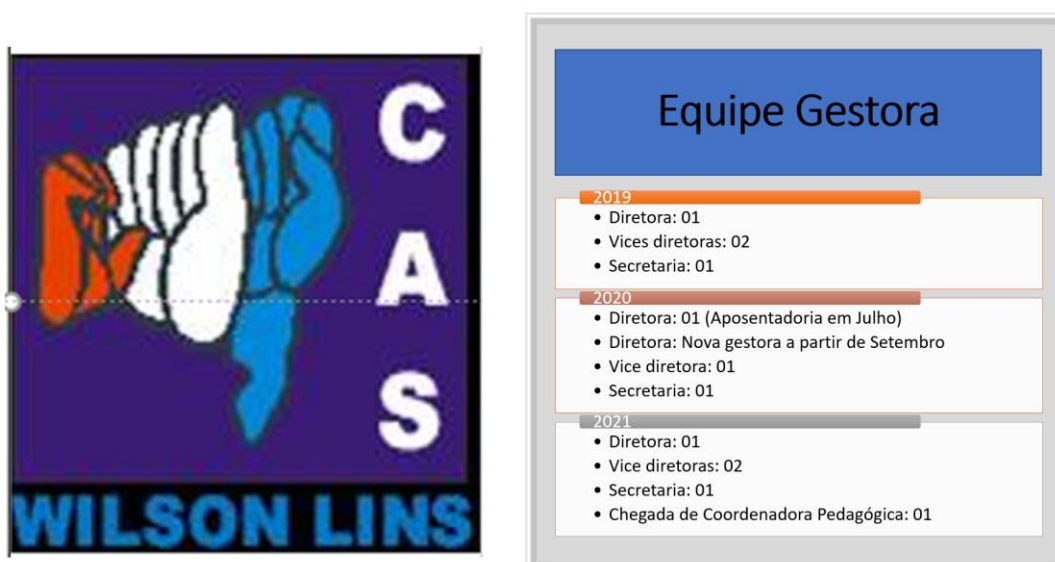 C
A
S
WILSON LINS
Equipe Gestora
2019
• Diretora: 01
• Vices diretoras: 02
• Secretaria: 01
2020
• Diretora: 01 (Aposentadoria em Julho)
• Diretora: Nova gestora a partir de Setembro
• Vice diretora: 01
• Secretaria: 01
2021
• Diretora: 01
• Vice diretoras: 02
• Secretaria: 01
• Chegada de Coordenadora Pedagógica: 01